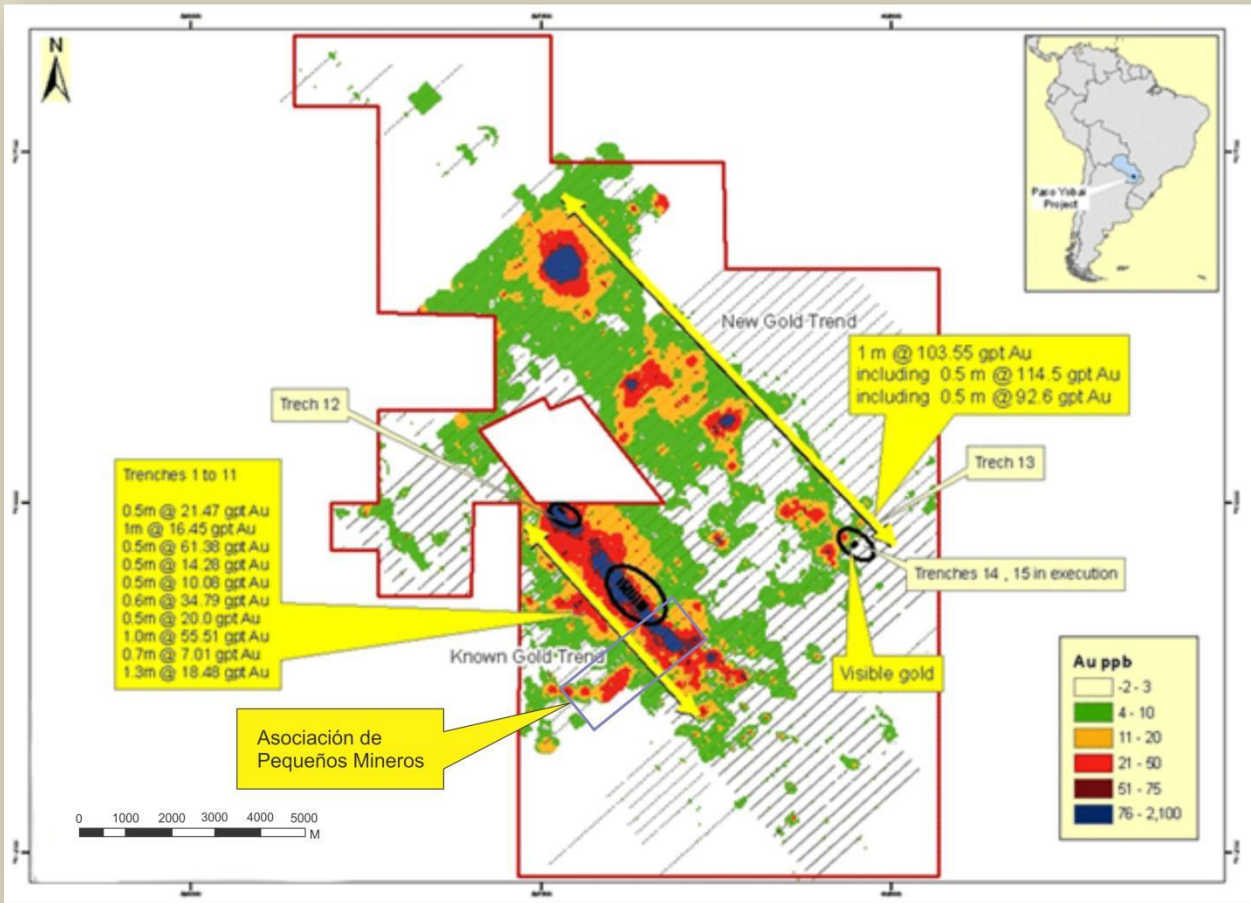 N
Paso Yobai
Project
New Gold Trend
1 m @ 103.55 gpt Au
including 0.5 m @ 114.5 gpt Au
including 0.5 m @ 92.6 gpt Au
Trech 12
Trech 13
Trenches 1 to 11
0.5m @ 21.47 gpt Au
1m @ 16.45 gpt Au
0.5m @ 61.38 gpt Au
0.5m @ 14.28 gpt Au
0.5m @ 10.08 gpt Au
0.6m @ 34.79 gpt Au
0.5m @ 20.0 gpt Au
1.0m @ 55.51 gpt Au
0.7m @ 7.01 gpt Au
1.3m @ 18.48 gpt Au
Trenches 14 , 15 in execution
Known Gold Trend
Visible gold
Asociación de
Pequeños Mineros
Au ppb
-2 - 3
4 - 10
11 - 20
21 - 50
51 - 75
76 - 2,100
0 1000 2000 3000 4000 5000
M